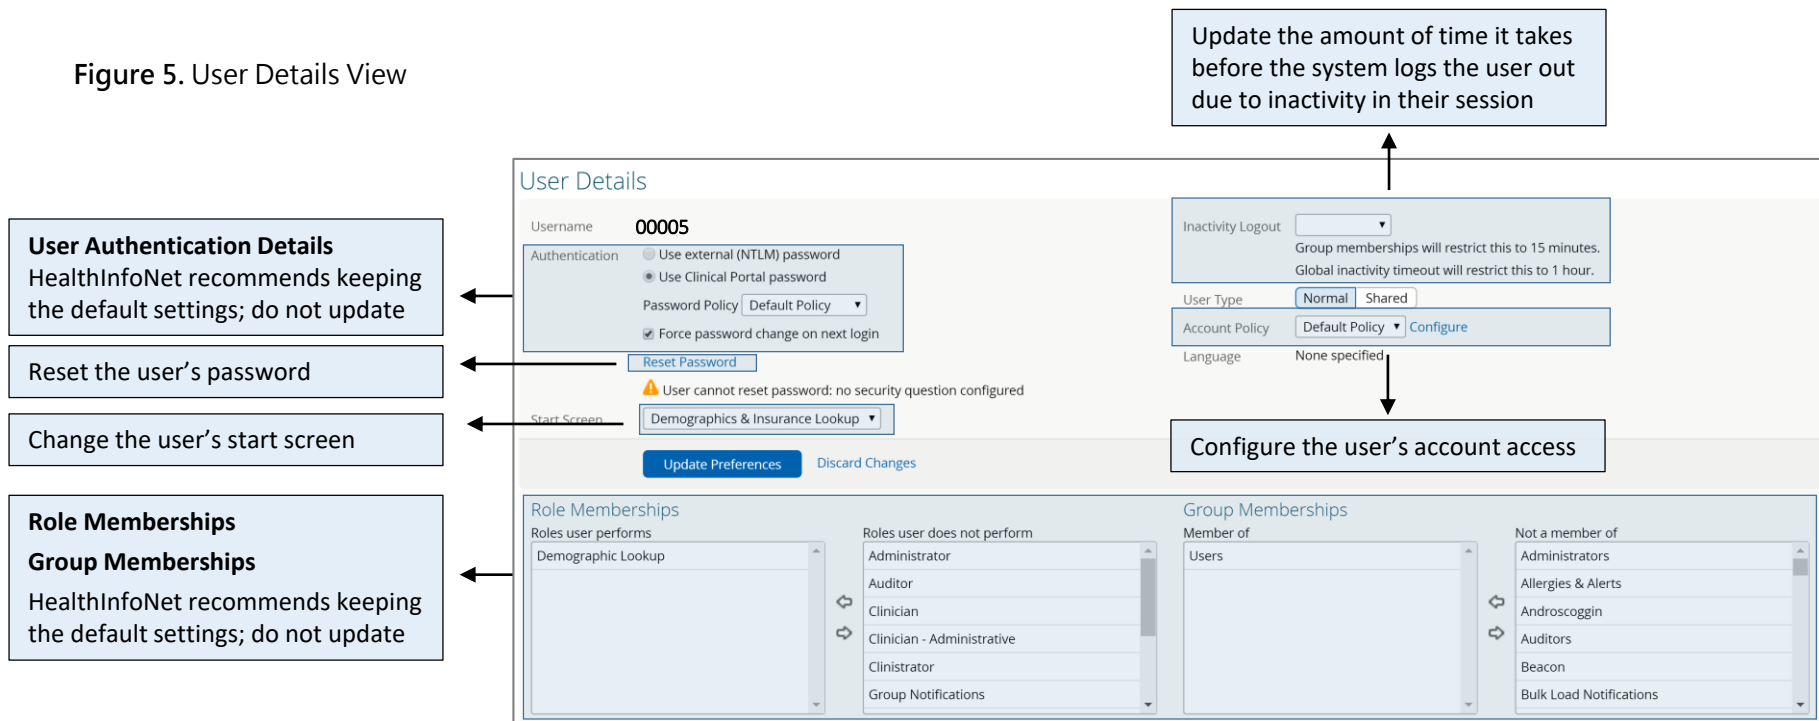 Update the amount of time it takes
before the system logs the user out
due to inactivity in their session
Figure 5. User Details View
User Authentication Details
HealthInfoNet recommends keeping
the default settings; do not update
Reset the user's password
Change the user's start screen
Role Memberships
Group Memberships
HealthInfoNet recommends keeping
the default settings; do not update
User Details
Username 00005
Authentication Use external (NTLM) password
Use Clinical Portal password
Password Policy Default Policy
Force password change on next login
Reset Password
User cannot reset password: no security question configured
Start Screen Demographics & Insurance Lookup
Update Preferences Discard Changes
Inactivity Logout
Group memberships will restrict this to 15 minutes.
Global inactivity timeout will restrict this to 1 hour.
User Type Normal Shared
Account Policy Default Policy Configure
Language None specified
Configure the user's account access
Role Memberships
Roles user performs
Demographic Lookup
Roles user does not perform
Administrator
Auditor
Clinician
Clinician - Administrative
Clinistrator
Group Notifications
Group Memberships
Member of
Users
Not a member of
Administrators
Allergies & Alerts
Androscoggin
Auditors
Beacon
Bulk Load Notifications